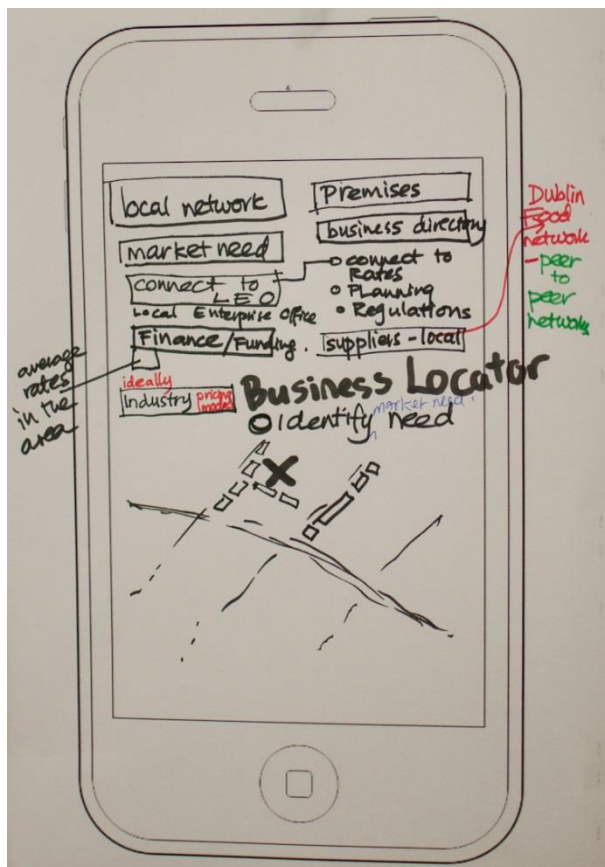 local network
market need
connect to
LEO
Local Enterprise Office
Finance/Funding.
Premises
business directory
connect to
Rates
Planning
Regulations
suppliers - local
Dublin
Food
network
- peer
to
peer
network
average
rates
in the
area
ideally
Industry pricing
model
Business Locator
Identify need
market need
X